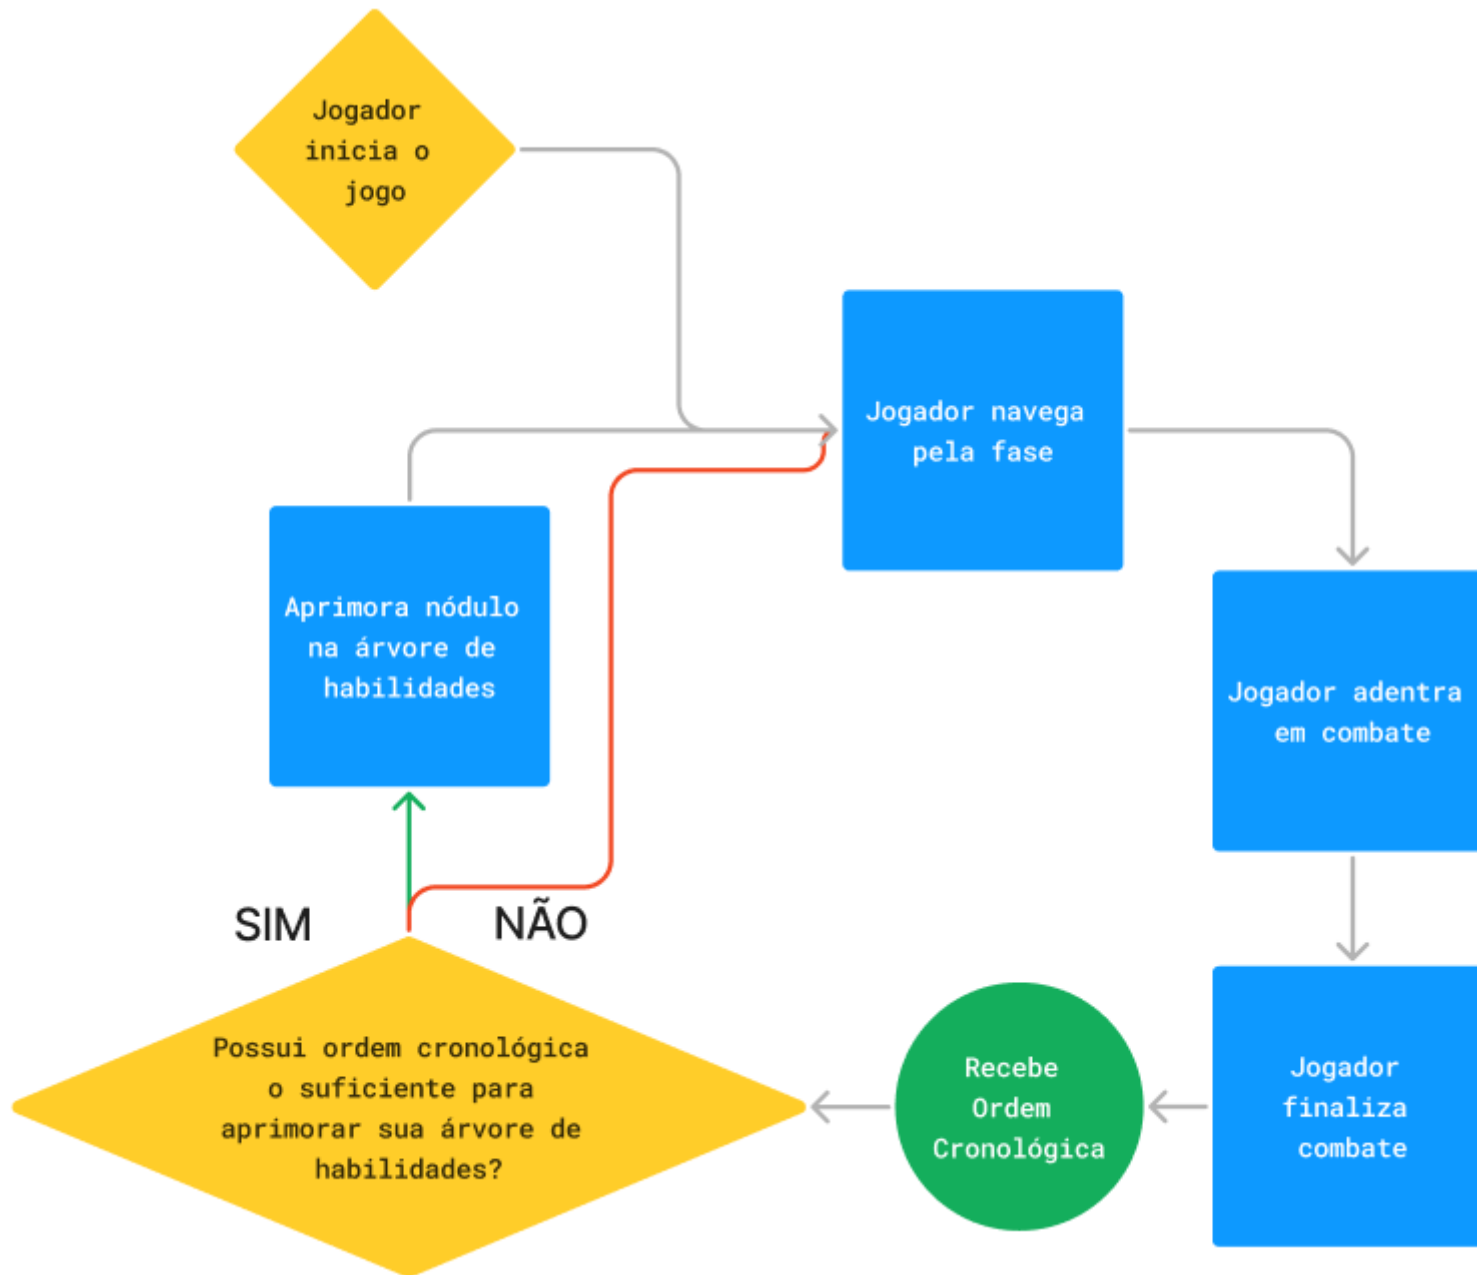 Jogador
inicia o
jogo
Jogador navega
pela fase
Aprimora nódulo
na árvore de
habilidades
Jogador adentra
em combate
SIM
NÃO
Possui ordem cronológica
o suficiente para
aprimorar sua árvore de
habilidades?
Recebe
Ordem
Cronológica
Jogador
finaliza
combate